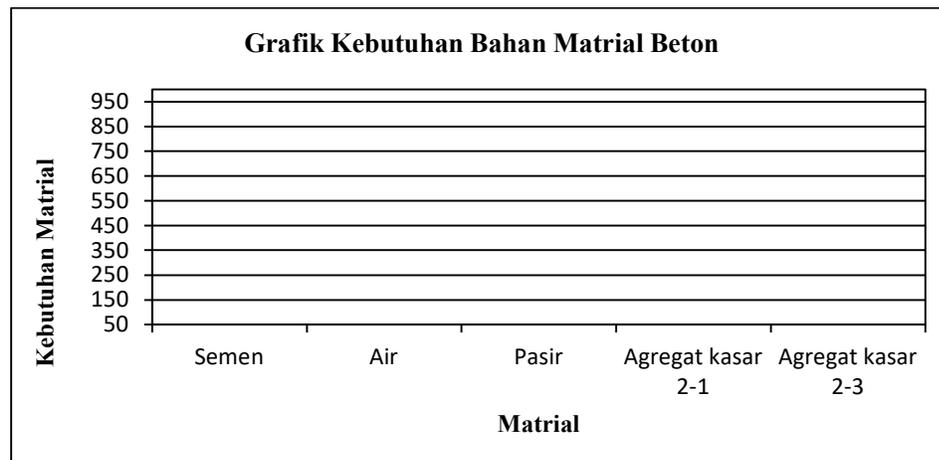 Grafik Kebutuhan Bahan Matrial Beton
Kebutuhan Matrial
950
850
750
650
550
450
350
250
150
50
Semen
Air
Pasir
Agregat kasar
2-1
Agregat kasar
2-3
Matrial